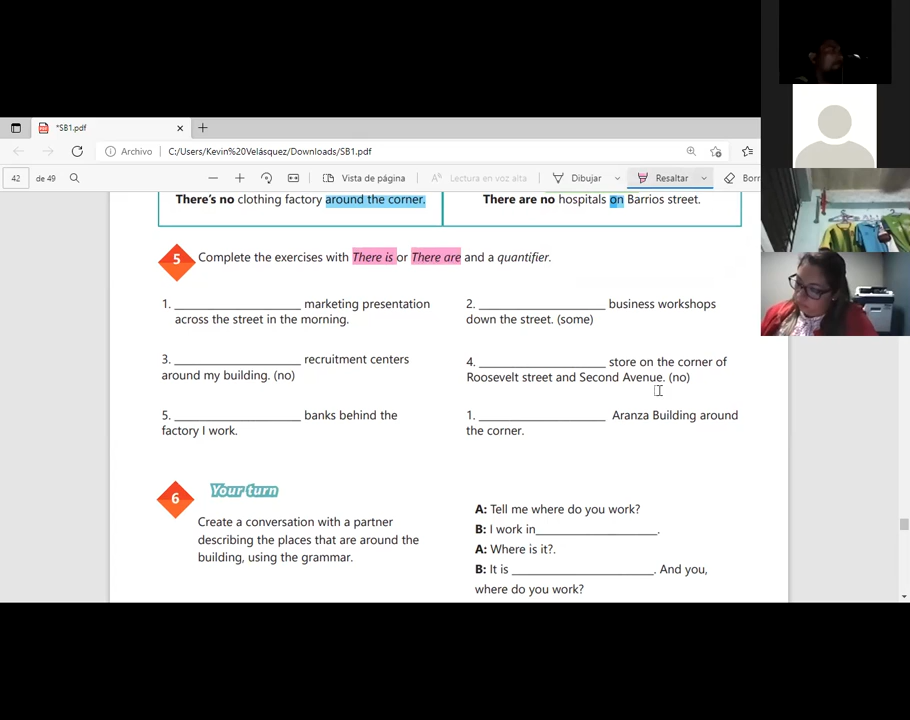 *SB1.pdf
Archivo
C:/Users/Kevin%20Velásquez/Downloads/SB1.pdf
42
de 49
Vista de página
Lectura en voz alta
Dibujar
Resaltar
There's no clothing factory around the corner.
There are no hospitals on Barrios street.
5
Complete the exercises with There is or There are and a quantifier.
1. ____________________ marketing presentation
across the street in the morning.
2. ____________________ business workshops
down the street. (some)
3. ____________________ recruitment centers
around my building. (no)
4. ____________________ store on the corner of
Roosevelt street and Second Avenue. (no)
5. ____________________ banks behind the
factory I work.
1. ____________________ Aranza Building around
the corner.
6
Your turn
Create a conversation with a partner
describing the places that are around the
building, using the grammar.
A: Tell me where do you work?
B: I work in___________________.
A: Where is it?.
B: It is ______________________. And you,
where do you work?